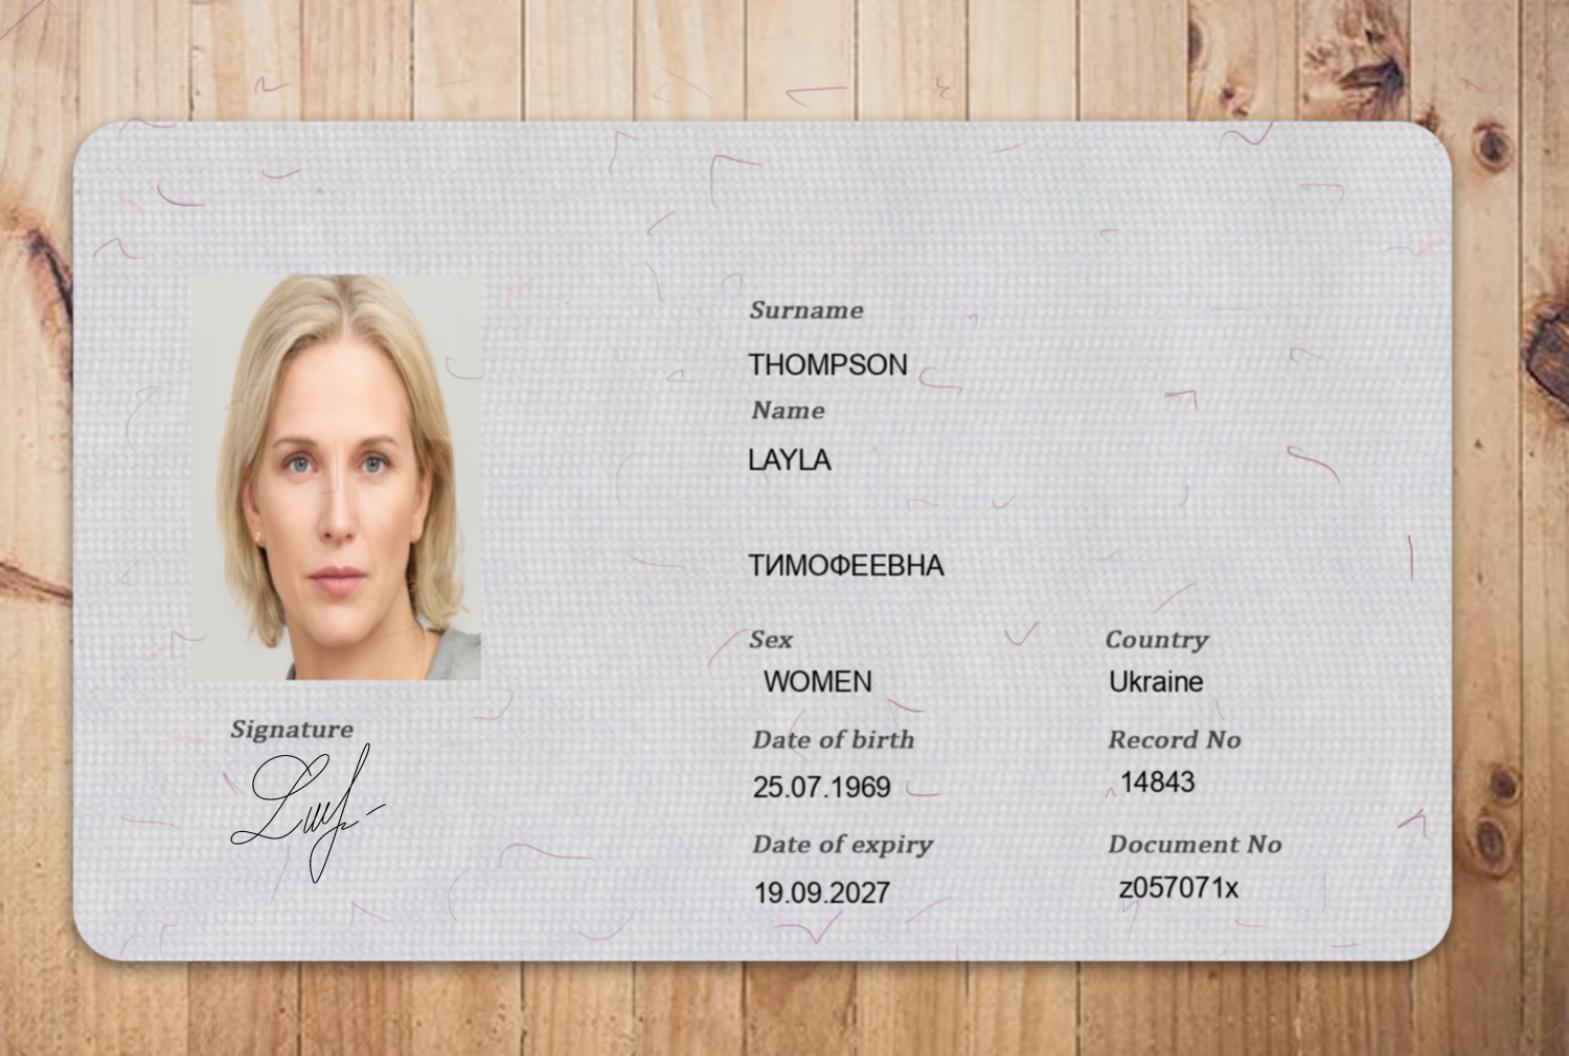 Surname
THOMPSON
Name
LAYLA
ТИМОФЕЕВНА
Sex Country
WOMEN Ukraine
Date of birth Record No
25.07.1969 14843
Date of expiry Document No
19.09.2027 z057071x
Signature